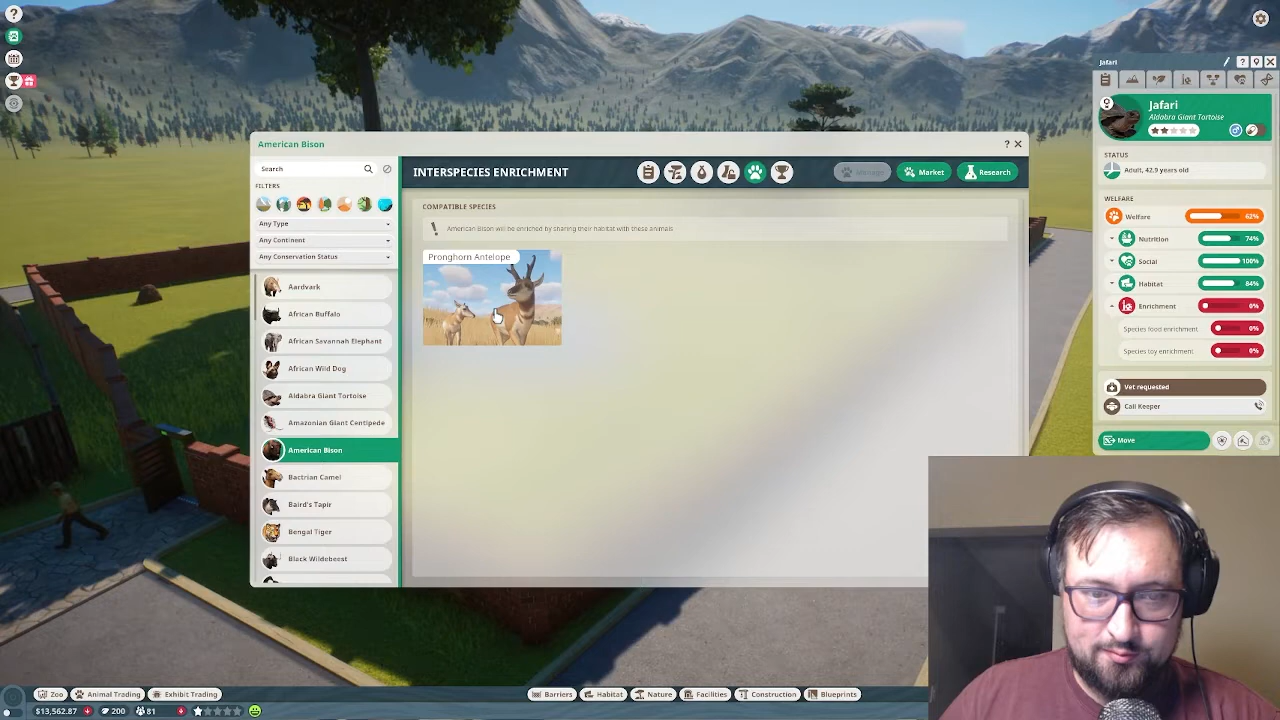 American Bison
?
Search
FILTERS
Any Type
Any Continent
Any Conservation Status
Aardvark
African Buffalo
African Savannah Elephant
African Wild Dog
Aldabra Giant Tortoise
Amazonian Giant Centipede
American Bison
Bactrian Camel
Baird's Tapir
Bengal Tiger
Black Wildebeest
INTERSPECIES ENRICHMENT
Manage
Market
Research
COMPATIBLE SPECIES
! American Bison will be enriched by sharing their habitat with these animals
Pronghorn Antelope
Jafari
?
Jafari
Aldabra Giant Tortoise
STATUS
Adult, 42.9 years old
WELFARE
Welfare 62%
Nutrition 74%
Social 100%
Habitat 84%
Enrichment 0%
Species food enrichment 0%
Species toy enrichment 0%
Vet requested
Call Keeper
Move
?
Zoo
Animal Trading
Exhibit Trading
Barriers
Habitat
Nature
Facilities
Construction
Blueprints
$13,562.87
200
81